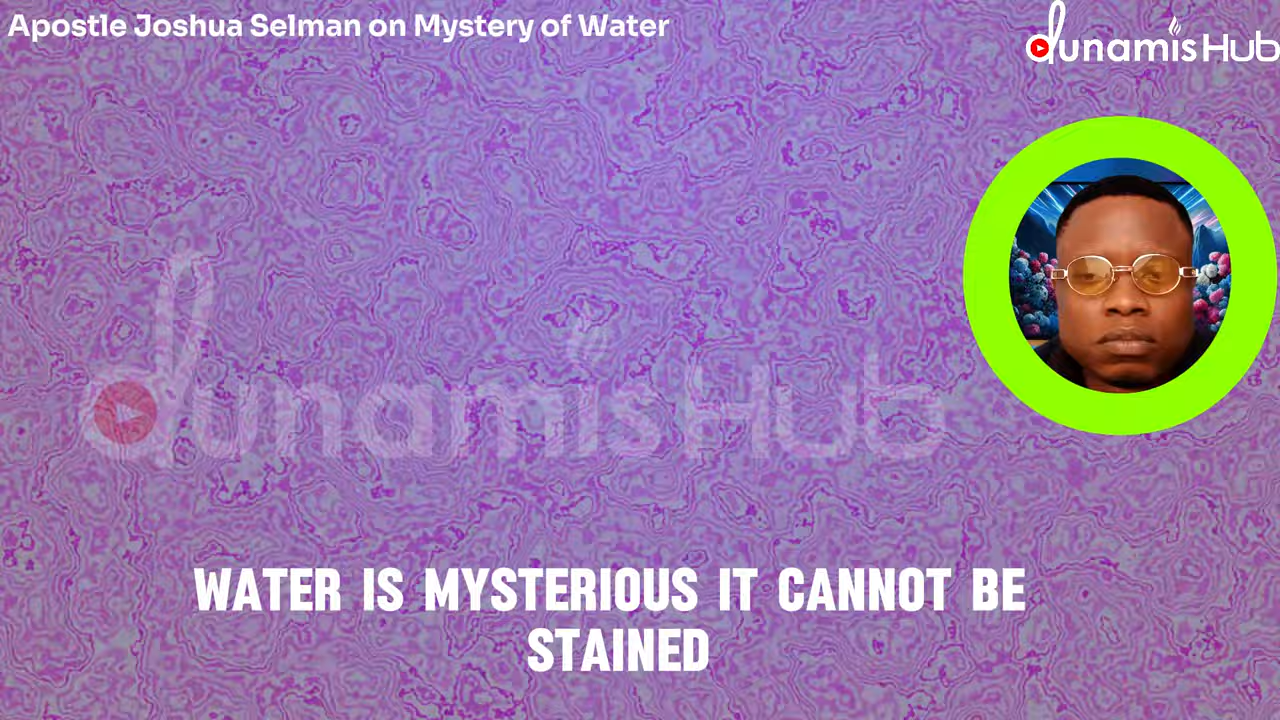 Apostle Joshua Selman on Mystery of Water
dunamisHub
dunamisHub
WATER IS MYSTERIOUS IT CANNOT BE
STAINED